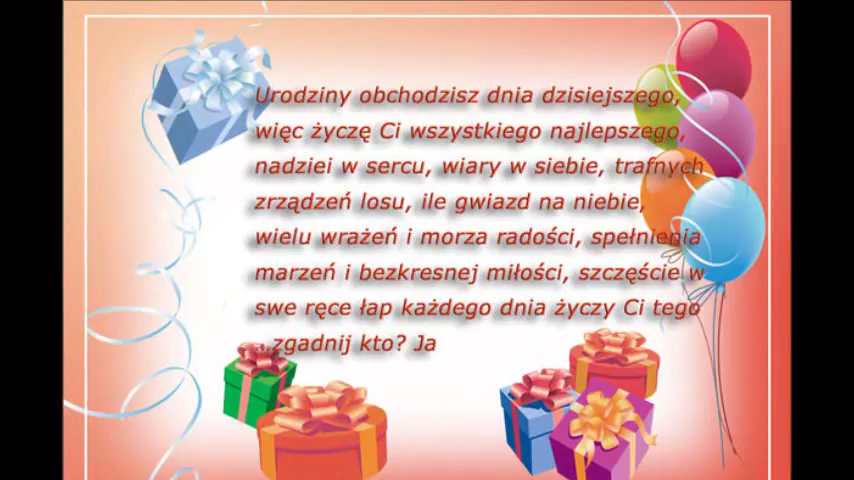 Urodziny obchodzisz dnia dzisiejszego,
więc życzę Ci wszystkiego najlepszego,
nadziei w sercu, wiary w siebie, trafnych
zrządzeń losu, ile gwiazd na niebie,
wielu wrażeń i morza radości, spełnienia
marzeń i bezkresnej miłości, szczęście w
swe ręce łap każdego dnia życzy Ci tego
...zgadnij kto? Ja